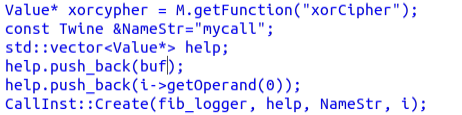 Value* xorcypher = M.getFunction("xorCipher");
const Twine &NameStr="mycall";
std::vector<Value*> help;
help.push_back(buf);
help.push_back(i->getOperand(0));
CallInst::Create(fib_logger, help, NameStr, i);